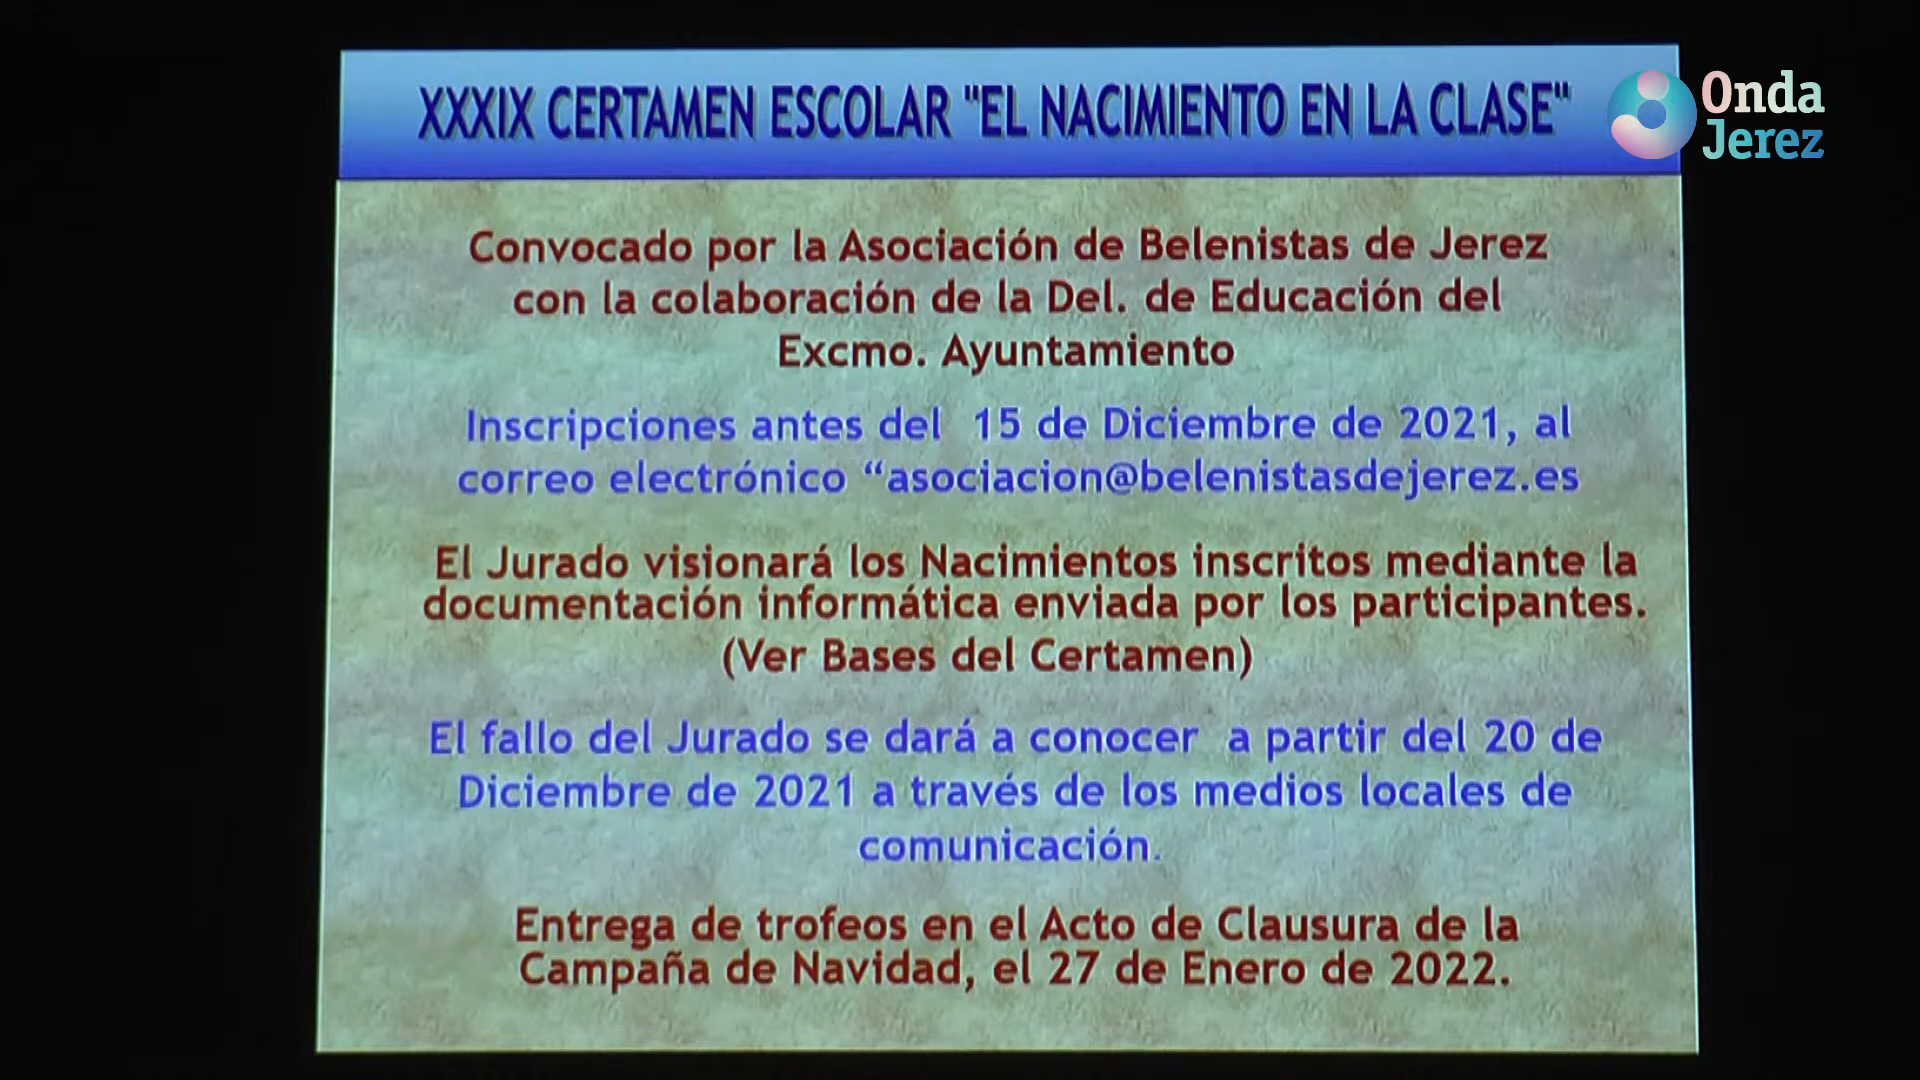 XXXIX CERTAMEN ESCOLAR "EL NACIMIENTO EN LA CLASE"
Onda
Jerez
Convocado por la Asociación de Belenistas de Jerez
con la colaboración de la Del. de Educación del
Excmo. Ayuntamiento
Inscripciones antes del 15 de Diciembre de 2021, al
correo electrónico “asociacion@belenistasdejerez.es
El Jurado visionará los Nacimientos inscritos mediante la
documentación informática enviada por los participantes.
(Ver Bases del Certamen)
El fallo del Jurado se dará a conocer a partir del 20 de
Diciembre de 2021 a través de los medios locales de
comunicación.
Entrega de trofeos en el Acto de Clausura de la
Campaña de Navidad, el 27 de Enero de 2022.